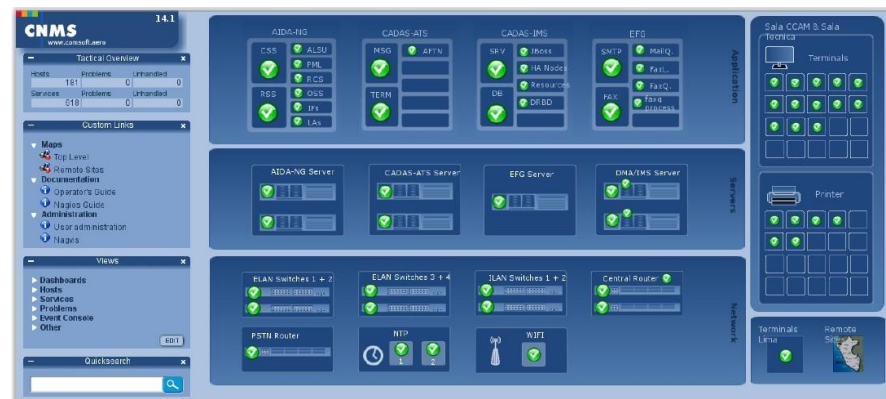 CNMS
14.1
www.comsoft.aero
Tactical Overview
Hosts Problems Unhandled
181 0 0
Services Problems Unhandled
618 0 0
Custom Links
Maps
Top Level
Remote Sites
Documentation
Operator's Guide
Nagios Guide
Administration
User administration
Nagvis
Views
Dashboards
Hosts
Services
Problems
Event Console
Other
EDIT
Quicksearch
AIDA-NG
CSS
RSS
ALSU
PML
RCS
OSS
IFs
LAs
CADAS-ATS
MSG
TERM
AFTN
CADAS-IMS
SRV
DB
JBoss
HA Nodes
Resources
DRBD
EFG
SMTP
FAX
MailQ.
FaxQ.
Faxq
process
Application
AIDA-NG Server
CADAS-ATS Server
EFG Server
DMA/IMS Server
Servers
ELAN Switches 1 + 2
ELAN Switches 3 + 4
ILAN Switches 1 + 2
Central Router
PSTN Router
NTP
1
2
WIFI
Network
Sala CCAM & Sala
Tecnica
Terminals
Printer
Terminals
Lima
Remote